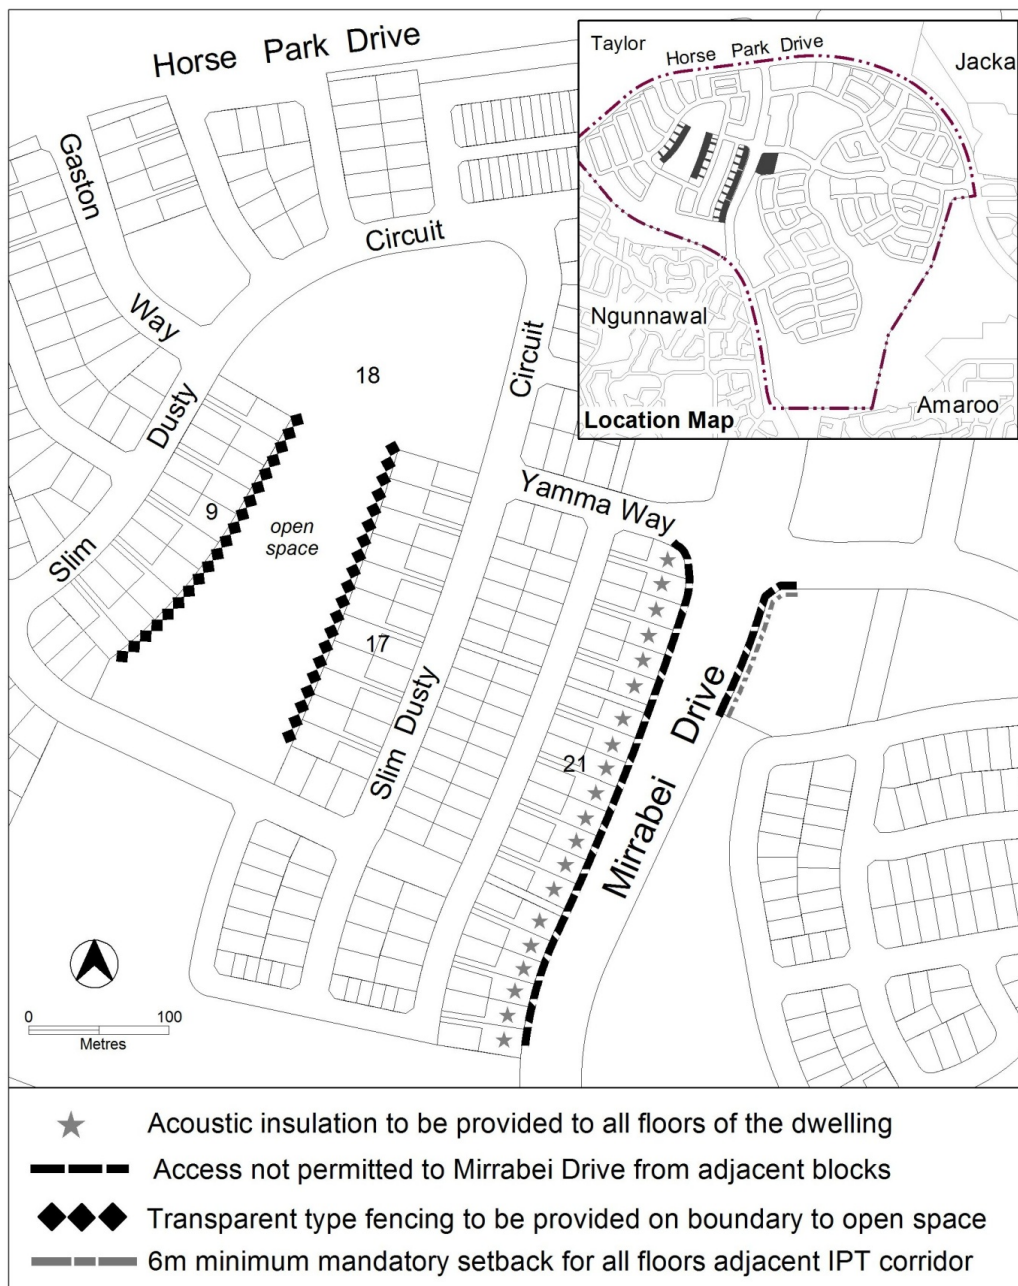 Horse Park Drive
Gaston
Way
Circuit
Circuit
Dusty
Slim
18
9
open
space
17
Slim Dusty
Yamma Way
21
Mirrabei Drive
Taylor
Horse Park Drive
Jacka
Ngunnawal
Amaroo
Location Map
0 100
Metres
Acoustic insulation to be provided to all floors of the dwelling
Access not permitted to Mirrabei Drive from adjacent blocks
Transparent type fencing to be provided on boundary to open space
6m minimum mandatory setback for all floors adjacent IPT corridor